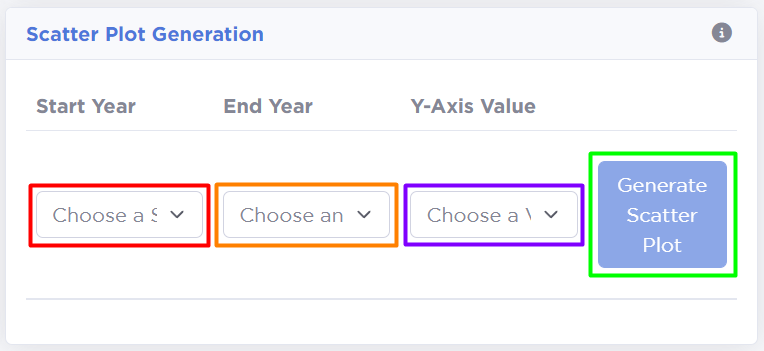 Scatter Plot Generation
Start Year End Year Y-Axis Value
Choose a S Choose an Choose a V
Generate
Scatter
Plot